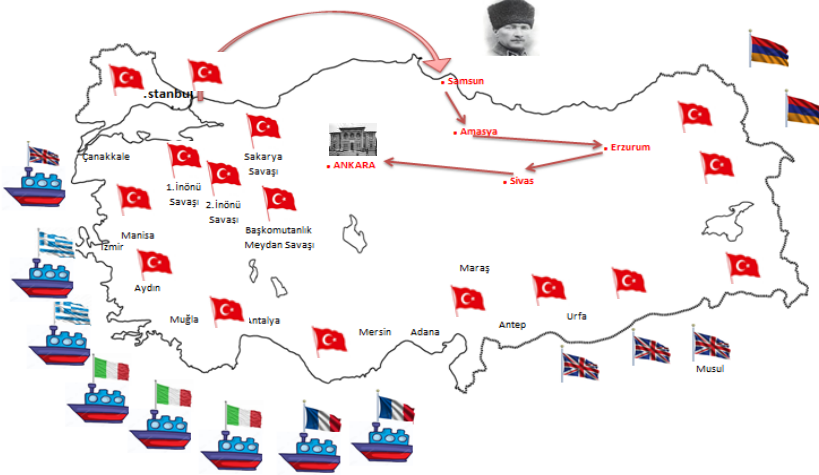 Samsun
.stanbul
Amasya
Erzurum
Çanakkale
Sakarya
Savaşı
ANKARA
Sivas
1. İnönü
Savaşı
2. İnönü
Savaşı
Başkomutanlık
Meydan Savaşı
Manisa
İzmir
Aydın
Maraş
Muğla
Antalya
Mersin
Adana
Antep
Urfa
Musul